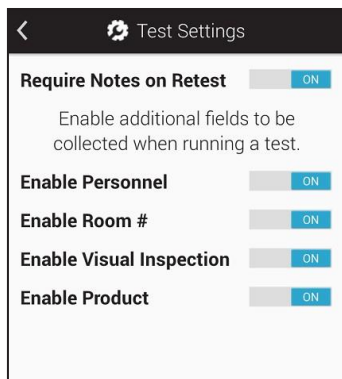 Test Settings
Require Notes on Retest ON
Enable additional fields to be
collected when running a test.
Enable Personnel ON
Enable Room # ON
Enable Visual Inspection ON
Enable Product ON